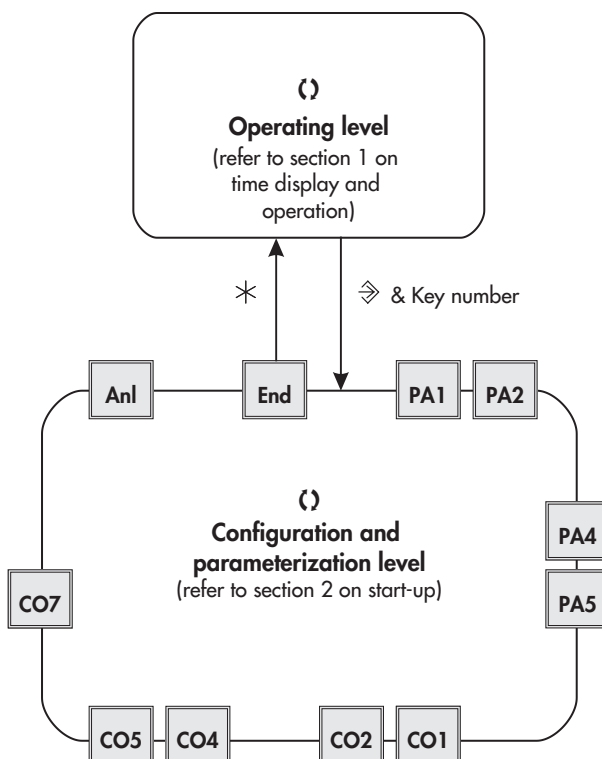 Operating level
(refer to section 1 on
time display and
operation)
& Key number
Anl
End
PA1
PA2
Configuration and
parameterization level
(refer to section 2 on start-up)
PA4
CO7
PA5
CO5
CO4
CO2
CO1